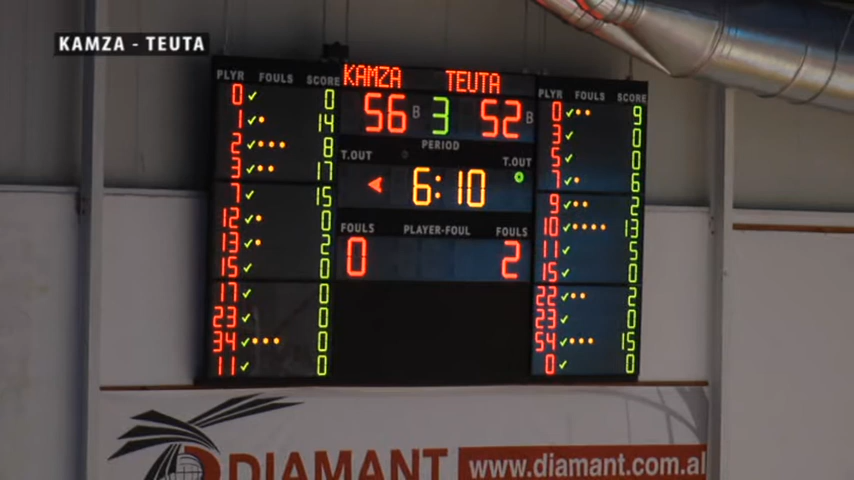 KAMZA - TEUTA
KAMZA TEUTA
56 B 3 52 B
PERIOD
T.OUT T.OUT
6:10
FOULS PLAYER-FOUL FOULS
0 2
PLYR FOULS SCORE
0 0
1 14
2 8
3 17
7 15
12 0
13 2
15 0
17 0
23 0
34 0
11 0
PLYR FOULS SCORE
0 9
3 0
5 0
7 6
9 2
10 13
11 5
15 0
22 2
23 0
54 15
0 0
DIAMANT www.diamant.com.al